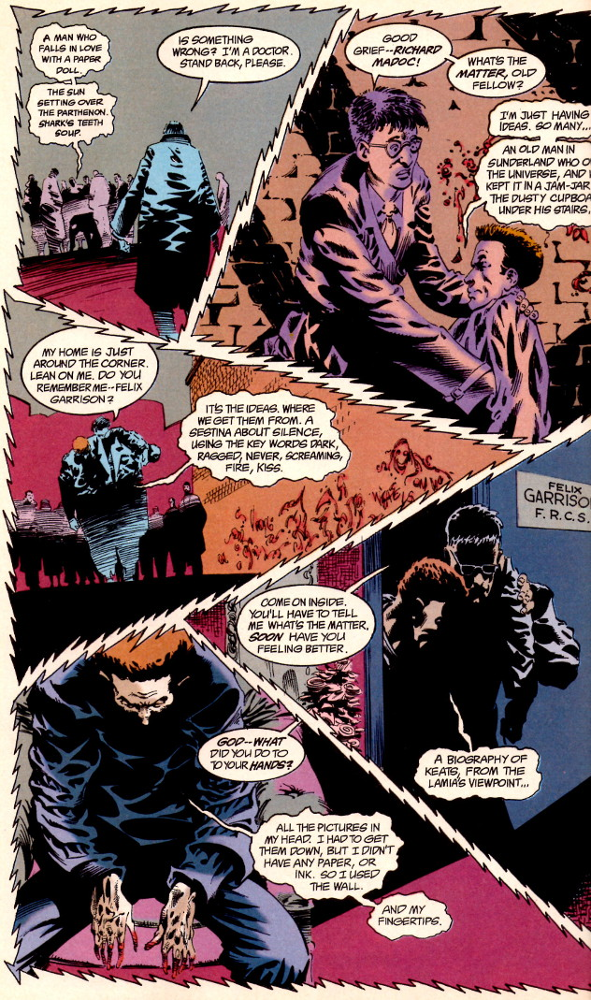 A MAN WHO
FALLS IN LOVE
WITH A PAPER
DOLL.
THE SUN
SETTING OVER
THE PARTHENON.
SHARK'S TEETH
SOUP.
IS SOMETHING
WRONG? I'M A DOCTOR.
STAND BACK, PLEASE.
GOOD
GRIEF--RICHARD
MADOC!
WHAT'S THE
MATTER, OLD
FELLOW?
I'M JUST HAVING
IDEAS. SO MANY...
AN OLD MAN IN
SUNDERLAND WHO O
THE UNIVERSE, AND
KEPT IT IN A JAM-JAR
THE DUSTY CUPBOA
UNDER HIS STAIRS.
MY HOME IS JUST
AROUND THE CORNER.
LEAN ON ME. DO YOU
REMEMBER ME--FELIX
GARRISON?
IT'S THE IDEAS. WHERE
WE GET THEM FROM. A
SESTINA ABOUT SILENCE,
USING THE KEY WORDS DARK,
RAGGED, NEVER, SCREAMING,
FIRE, KISS.
FELIX
GARRISON
F.R.C.S.
COME ON INSIDE.
YOU'LL HAVE TO TELL
ME WHAT'S THE MATTER.
SOON HAVE YOU
FEELING BETTER.
A BIOGRAPHY OF
KEATS, FROM THE
LAMIA'S VIEWPOINT...
GOD--WHAT
DID YOU DO TO
TO YOUR HANDS?
ALL THE PICTURES IN
MY HEAD. I HAD TO GET
THEM DOWN, BUT I DIDN'T
HAVE ANY PAPER, OR
INK. SO I USED
THE WALL.
AND MY
FINGERTIPS.